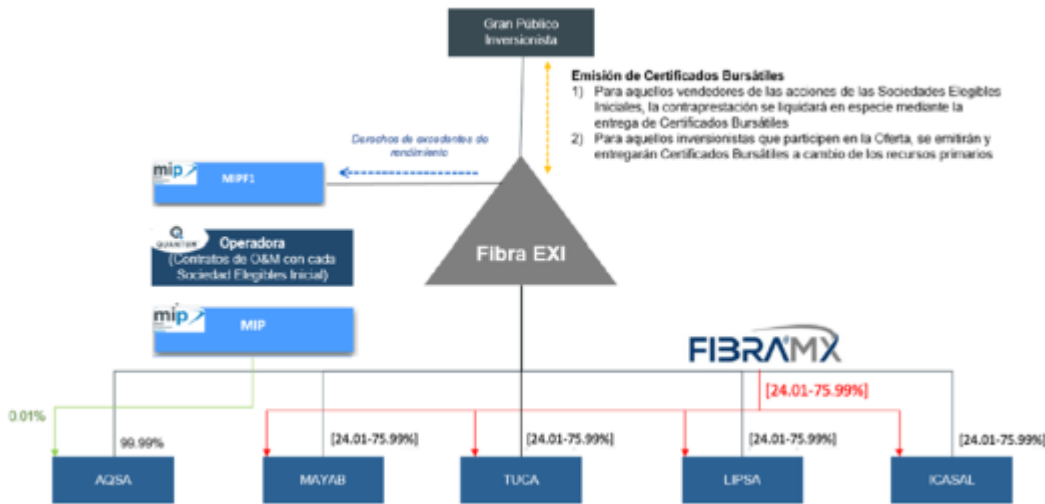 Gran Público
Inversionista
Emisión de Certificados Bursátiles
1) Para aquellos vendedores de las acciones de las Sociedades Elegibles
Iniciales, la contraprestación se liquidará en especie mediante la
entrega de Certificados Bursátiles
2) Para aquellos inversionistas que participen en la Oferta, se emitirán y
entregarán Certificados Bursátiles a cambio de los recursos primarios
Derechos de excedentes de
rendimiento
mip
MIPF1
Fibra EXI
QUANTUM
Operadora
(Contratos de O&M con cada
Sociedad Elegibles Inicial)
mip
MIP
FIBRA MX
[24.01-75.99%]
0.01%
99.99%
[24.01-75.99%]
[24.01-75.99%]
[24.01-75.99%]
[24.01-75.99%]
AQSA
MAYAB
TUCA
LIPSA
ICASAL